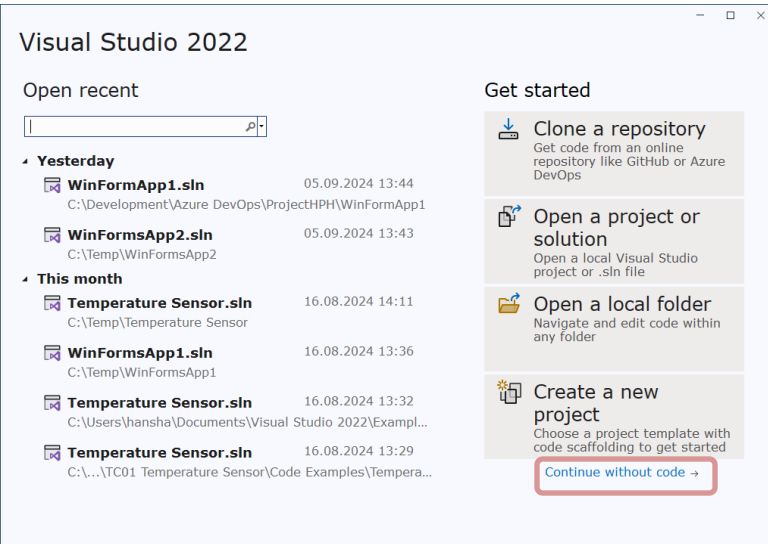 Visual Studio 2022
Open recent
Yesterday
WinFormApp1.sln 05.09.2024 13:44
C:\Development\Azure DevOps\ProjectHPH\WinFormApp1
WinFormsApp2.sln 05.09.2024 13:43
C:\Temp\WinFormsApp2
This month
Temperature Sensor.sln 16.08.2024 14:11
C:\Temp\Temperature Sensor
WinFormsApp1.sln 16.08.2024 13:36
C:\Temp\WinFormsApp1
Temperature Sensor.sln 16.08.2024 13:32
C:\Users\hansha\Documents\Visual Studio 2022\Exampl...
Temperature Sensor.sln 16.08.2024 13:29
C:\...\TC01 Temperature Sensor\Code Examples\Tempera...
Get started
Clone a repository
Get code from an online
repository like GitHub or Azure
DevOps
Open a project or
solution
Open a local Visual Studio
project or .sln file
Open a local folder
Navigate and edit code within
any folder
Create a new
project
Choose a project template with
code scaffolding to get started
Continue without code →